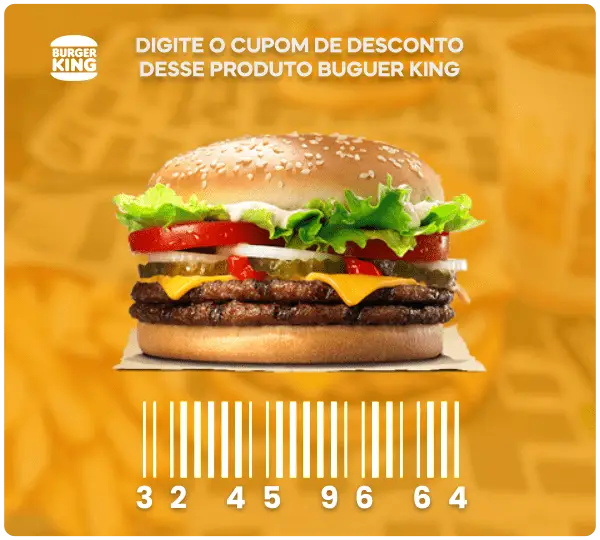 BURGER
KING
DIGITE O CUPOM DE DESCONTO
DESSE PRODUTO BUGUER KING
3 2 4 5 9 6 6 4